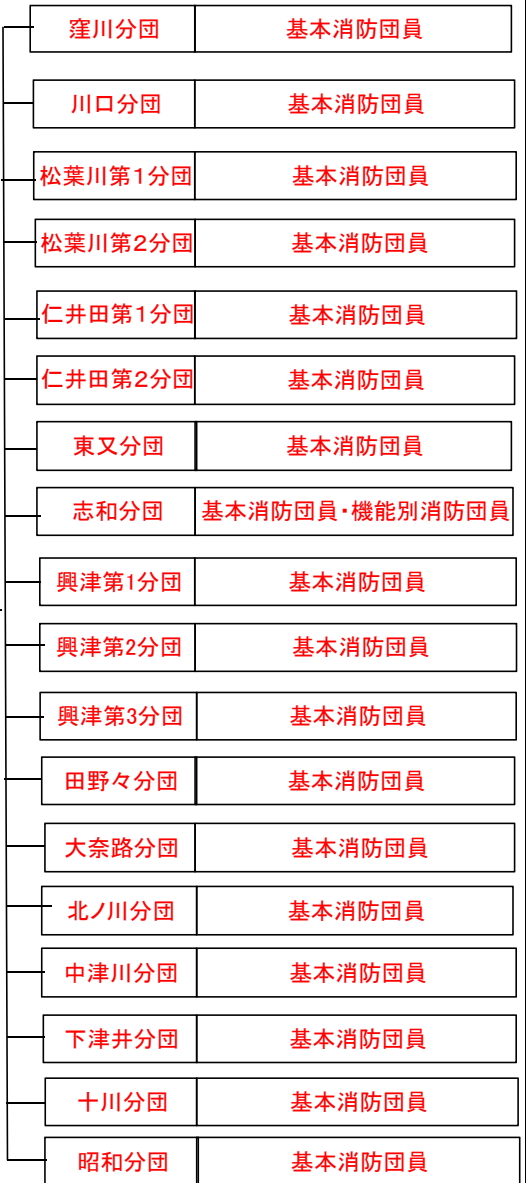 窪川分団 基本消防団員
川口分団 基本消防団員
松葉川第１分団 基本消防団員
松葉川第２分団 基本消防団員
仁井田第１分団 基本消防団員
仁井田第２分団 基本消防団員
東又分団 基本消防団員
志和分団 基本消防団員・機能別消防団員
興津第1分団 基本消防団員
興津第2分団 基本消防団員
興津第3分団 基本消防団員
田野々分団 基本消防団員
大奈路分団 基本消防団員
北ノ川分団 基本消防団員
中津川分団 基本消防団員
下津井分団 基本消防団員
十川分団 基本消防団員
昭和分団 基本消防団員